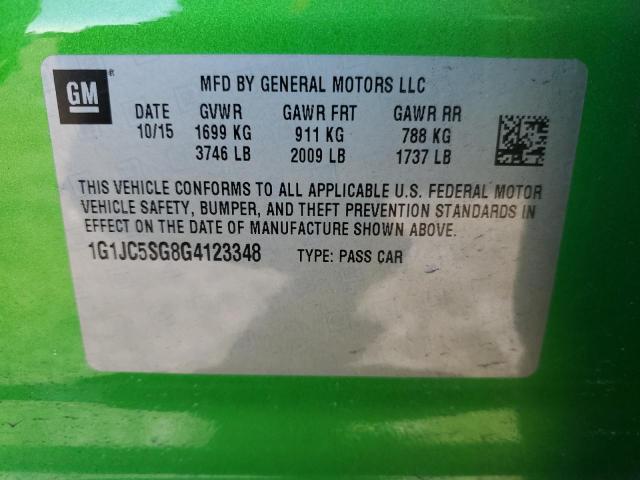 GM ®
MFD BY GENERAL MOTORS LLC
DATE GVWR GAWR FRT GAWR RR
10/15 1699 KG 911 KG 788 KG
3746 LB 2009 LB 1737 LB
THIS VEHICLE CONFORMS TO ALL APPLICABLE U.S. FEDERAL MOTOR
VEHICLE SAFETY, BUMPER, AND THEFT PREVENTION STANDARDS IN
EFFECT ON THE DATE OF MANUFACTURE SHOWN ABOVE.
1G1JC5SG8G4123348 TYPE: PASS CAR